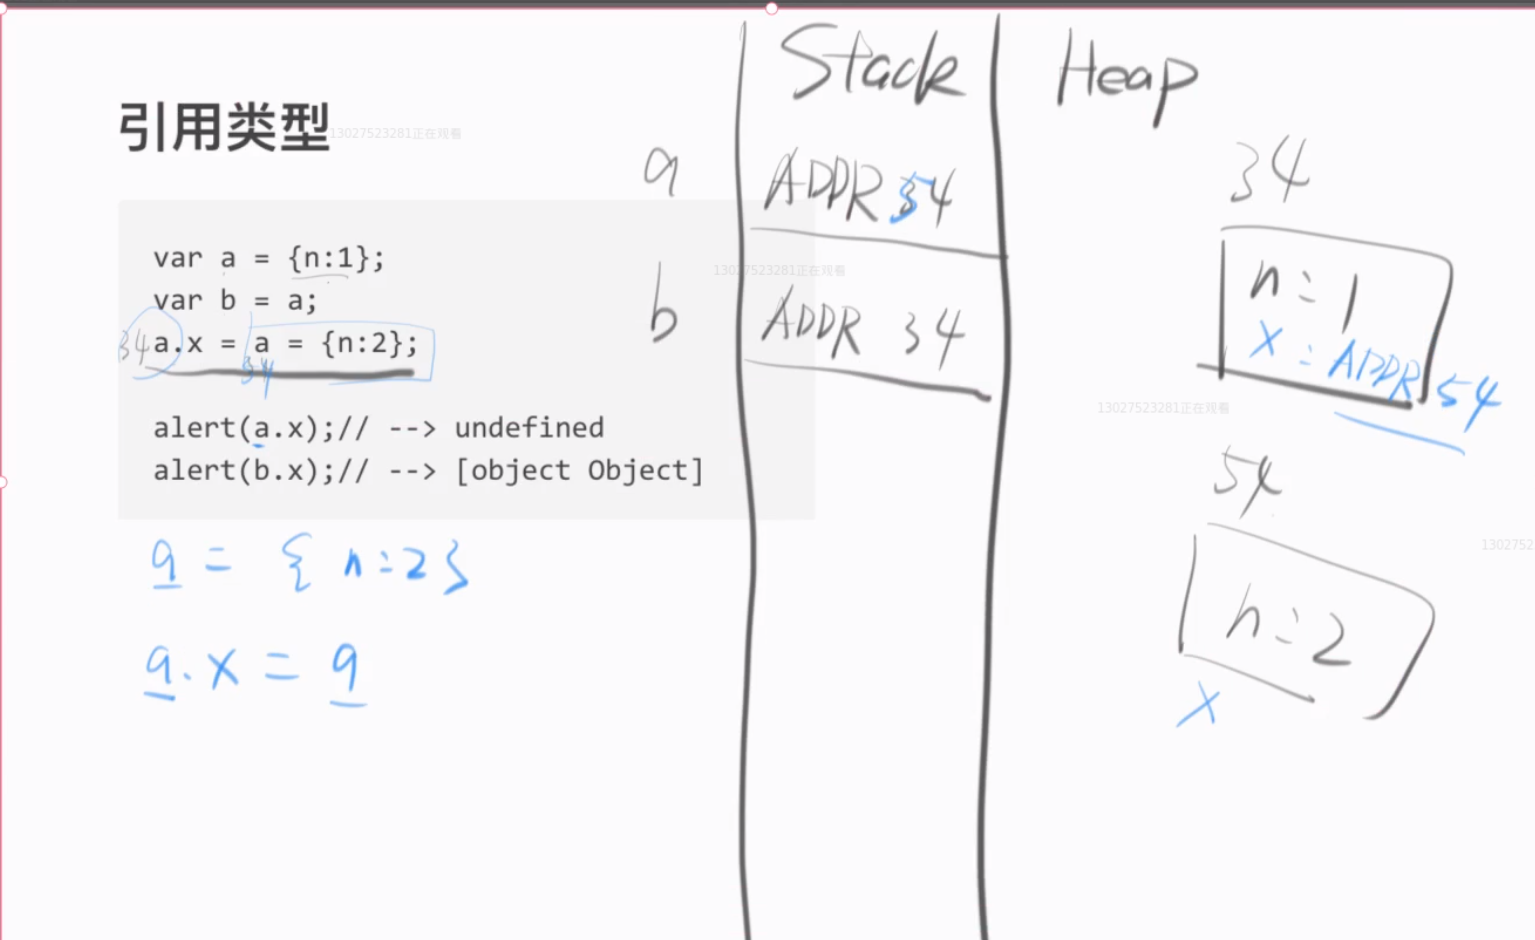 Stack
Heap
引用类型
13027523281正在观看
34
a
ADDR 54
var a = {n:1};
13027523281正在观看
n = 1
var b = a;
b
ADDR 34
x = ADDR 54
34
a.x = a = {n:2};
34
13027523281正在观看
alert(a.x);// --> undefined
alert(b.x);// --> [object Object]
54
1302752
a = { n:2}
n = 2
a.x = a
x